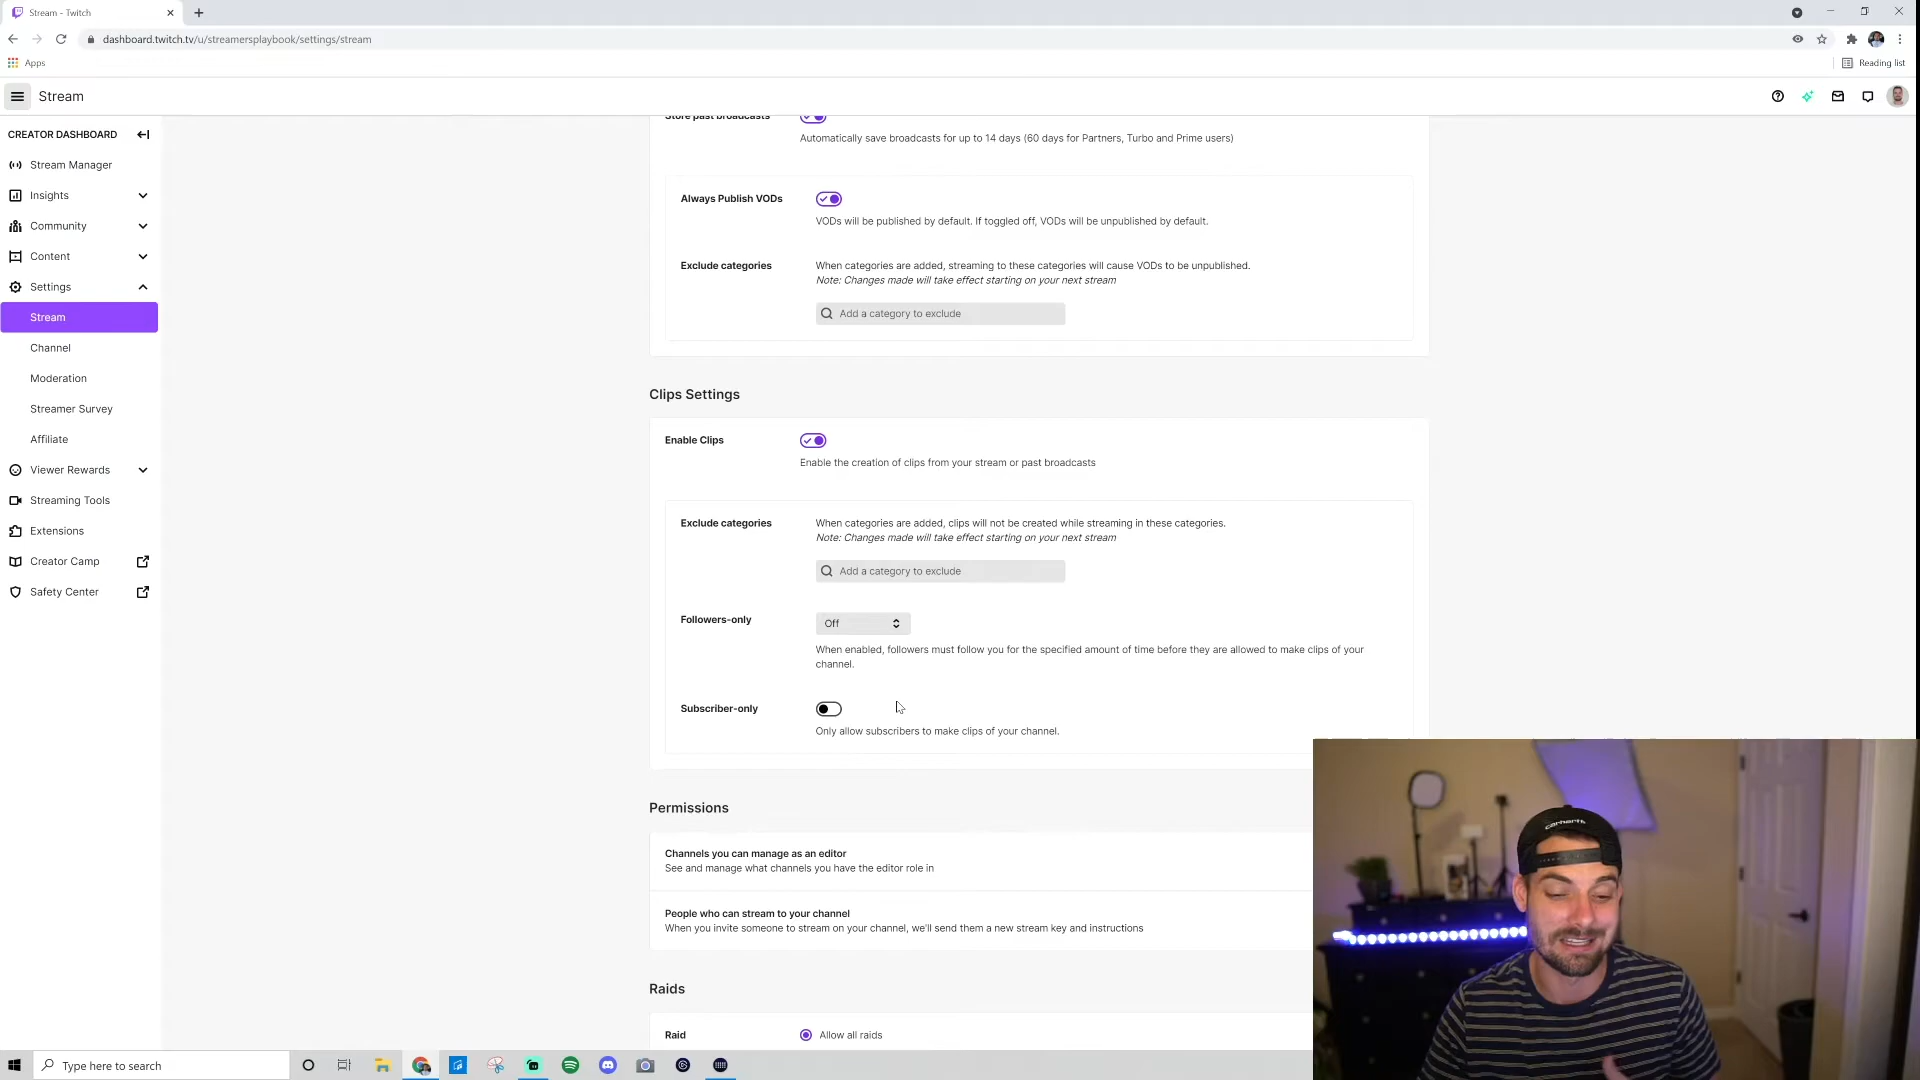 Stream - Twitch
dashboard.twitch.tv/u/streamersplaybook/settings/stream
Apps
Reading list
Stream
CREATOR DASHBOARD
Stream Manager
Insights
Community
Content
Settings
Stream
Channel
Moderation
Streamer Survey
Affiliate
Viewer Rewards
Streaming Tools
Extensions
Creator Camp
Safety Center
Store past broadcasts
Automatically save broadcasts for up to 14 days (60 days for Partners, Turbo and Prime users)
Always Publish VODs
VODs will be published by default. If toggled off, VODs will be unpublished by default.
Exclude categories
When categories are added, streaming to these categories will cause VODs to be unpublished.
Note: Changes made will take effect starting on your next stream
Add a category to exclude
Clips Settings
Enable Clips
Enable the creation of clips from your stream or past broadcasts
Exclude categories
When categories are added, clips will not be created while streaming in these categories.
Note: Changes made will take effect starting on your next stream
Add a category to exclude
Followers-only
Off
When enabled, followers must follow you for the specified amount of time before they are allowed to make clips of your
channel.
Subscriber-only
Only allow subscribers to make clips of your channel.
Permissions
Channels you can manage as an editor
See and manage what channels you have the editor role in
People who can stream to your channel
When you invite someone to stream on your channel, we'll send them a new stream key and instructions
Raids
Raid
Allow all raids
carhartt
Type here to search